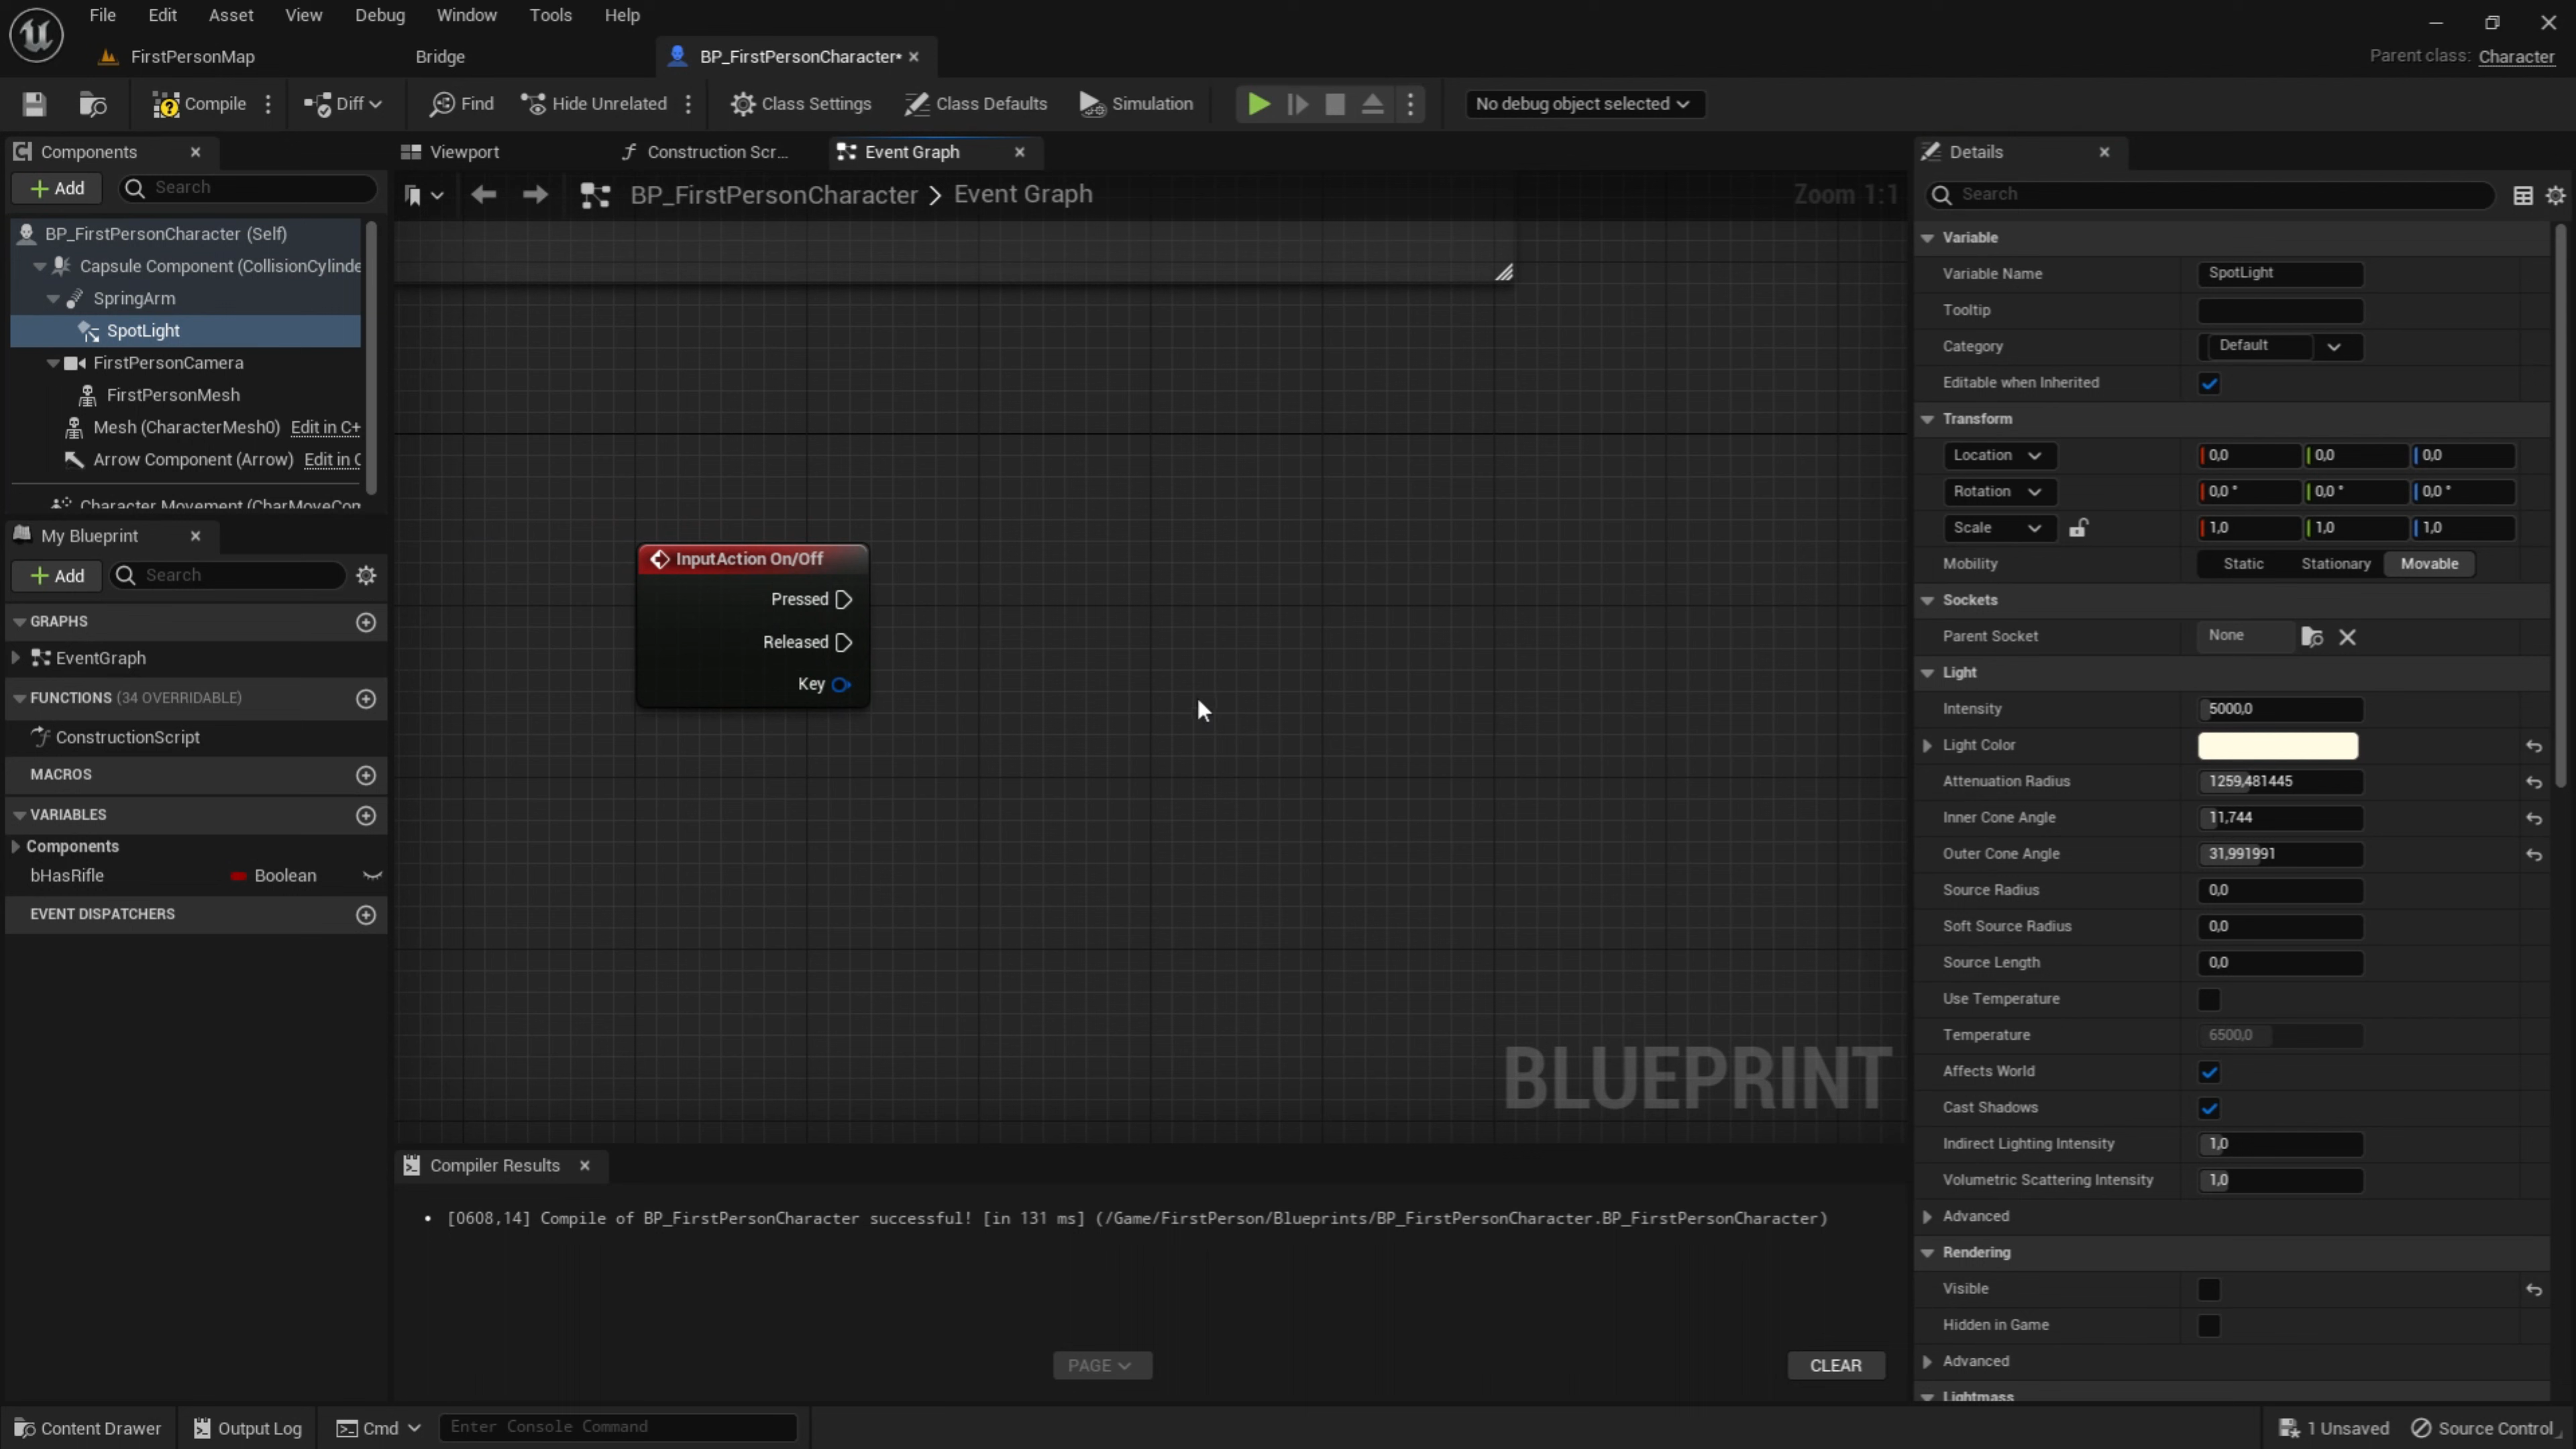 File Edit Asset View Debug Window Tools Help
FirstPersonMap Bridge BP_FirstPersonCharacter* Parent class: Character
Compile Diff Find Hide Unrelated Class Settings Class Defaults Simulation No debug object selected
Components
Add Search
BP_FirstPersonCharacter (Self)
Capsule Component (CollisionCylinde
SpringArm
SpotLight
FirstPersonCamera
FirstPersonMesh
Mesh (CharacterMesh0) Edit in C+
Arrow Component (Arrow) Edit in C
Character Movement (CharMoveCom
My Blueprint
Add Search
GRAPHS
EventGraph
FUNCTIONS (34 OVERRIDABLE)
ConstructionScript
MACROS
VARIABLES
Components
bHasRifle Boolean
EVENT DISPATCHERS
Viewport Construction Scr... Event Graph
BP_FirstPersonCharacter > Event Graph Zoom 1:1
InputAction On/Off
Pressed
Released
Key
BLUEPRINT
Compiler Results
[0608,14] Compile of BP_FirstPersonCharacter successful! [in 131 ms] (/Game/FirstPerson/Blueprints/BP_FirstPersonCharacter.BP_FirstPersonCharacter)
PAGE CLEAR
Details
Search
Variable
Variable Name SpotLight
Tooltip
Category Default
Editable when Inherited
Transform
Location 0,0 0,0 0,0
Rotation 0,0 ° 0,0 ° 0,0 °
Scale 1,0 1,0 1,0
Mobility Static Stationary Movable
Sockets
Parent Socket None
Light
Intensity 5000,0
Light Color
Attenuation Radius 1259,481445
Inner Cone Angle 11,744
Outer Cone Angle 31,991991
Source Radius 0,0
Soft Source Radius 0,0
Source Length 0,0
Use Temperature
Temperature 6500,0
Affects World
Cast Shadows
Indirect Lighting Intensity 1,0
Volumetric Scattering Intensity 1,0
Advanced
Rendering
Visible
Hidden in Game
Advanced
Lightmass
Content Drawer Output Log Cmd Enter Console Command 1 Unsaved Source Control